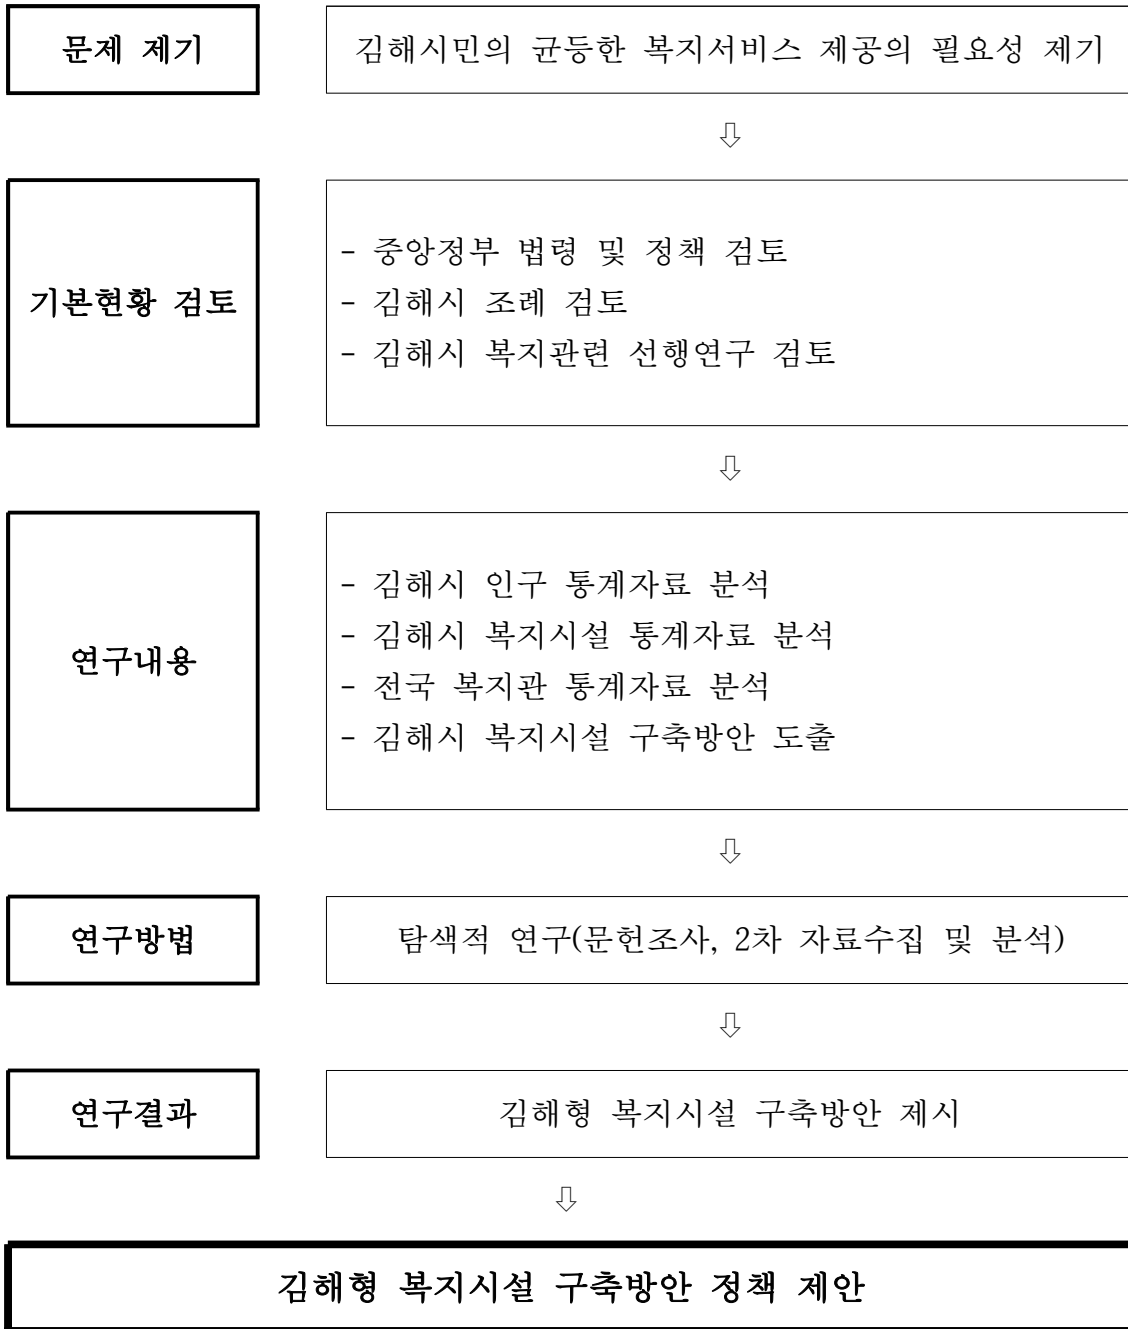 문제 제기
김해시민의 균등한 복지서비스 제공의 필요성 제기
⇩
기본현황 검토
- 중앙정부 법령 및 정책 검토
- 김해시 조례 검토
- 김해시 복지관련 선행연구 검토
⇩
연구내용
- 김해시 인구 통계자료 분석
- 김해시 복지시설 통계자료 분석
- 전국 복지관 통계자료 분석
- 김해시 복지시설 구축방안 도출
⇩
연구방법
탐색적 연구(문헌조사, 2차 자료수집 및 분석)
⇩
연구결과
김해형 복지시설 구축방안 제시
⇩
김해형 복지시설 구축방안 정책 제안